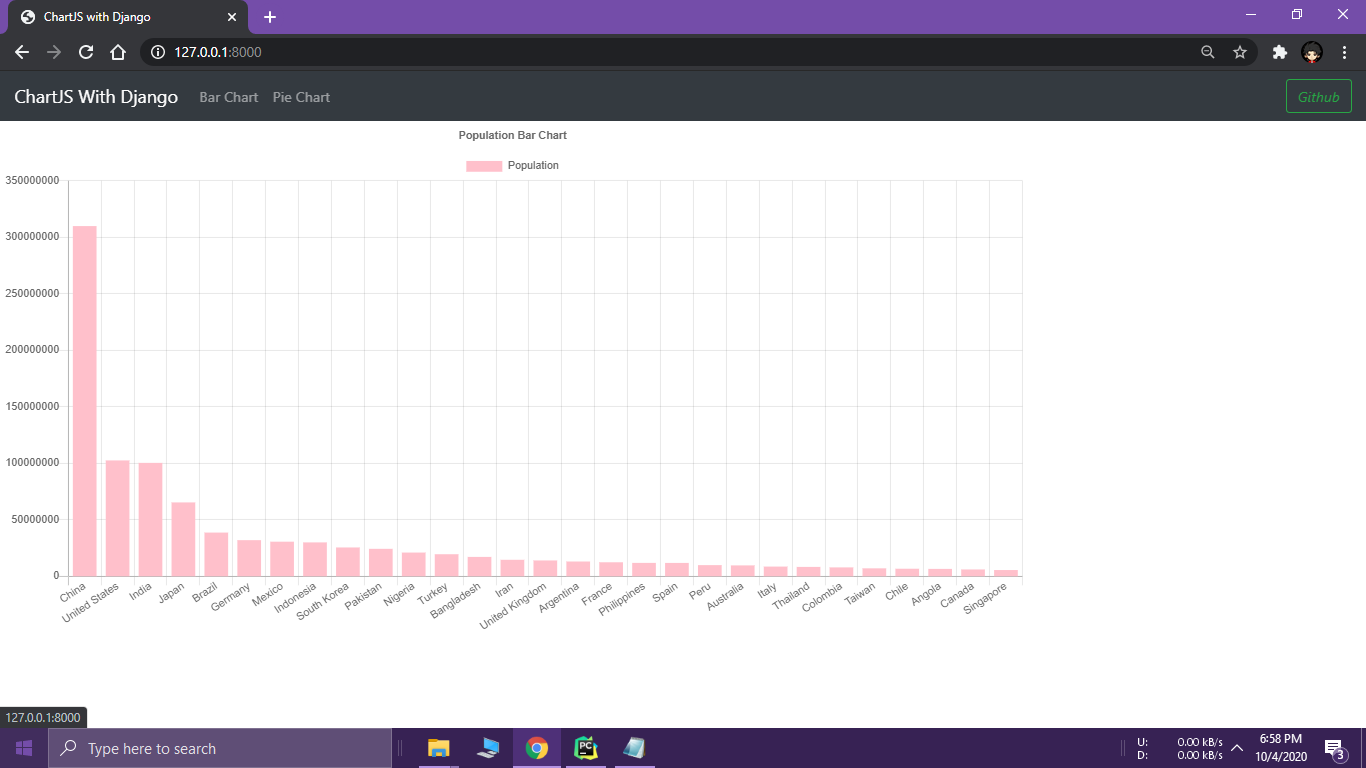 ChartJS with Django
127.0.0.1:8000
ChartJS With Django Bar Chart Pie Chart Github
Population Bar Chart
Population
350000000
300000000
250000000
200000000
150000000
100000000
50000000
0
China United States India Japan Brazil Germany Mexico Indonesia South Korea Pakistan Nigeria Turkey Bangladesh Iran United Kingdom Argentina France Philippines Spain Peru Australia Italy Thailand Colombia Taiwan Chile Angola Canada Singapore
127.0.0.1:8000
Type here to search
PC
U: 0.00 kB/s
D: 0.00 kB/s
6:58 PM
10/4/2020
3